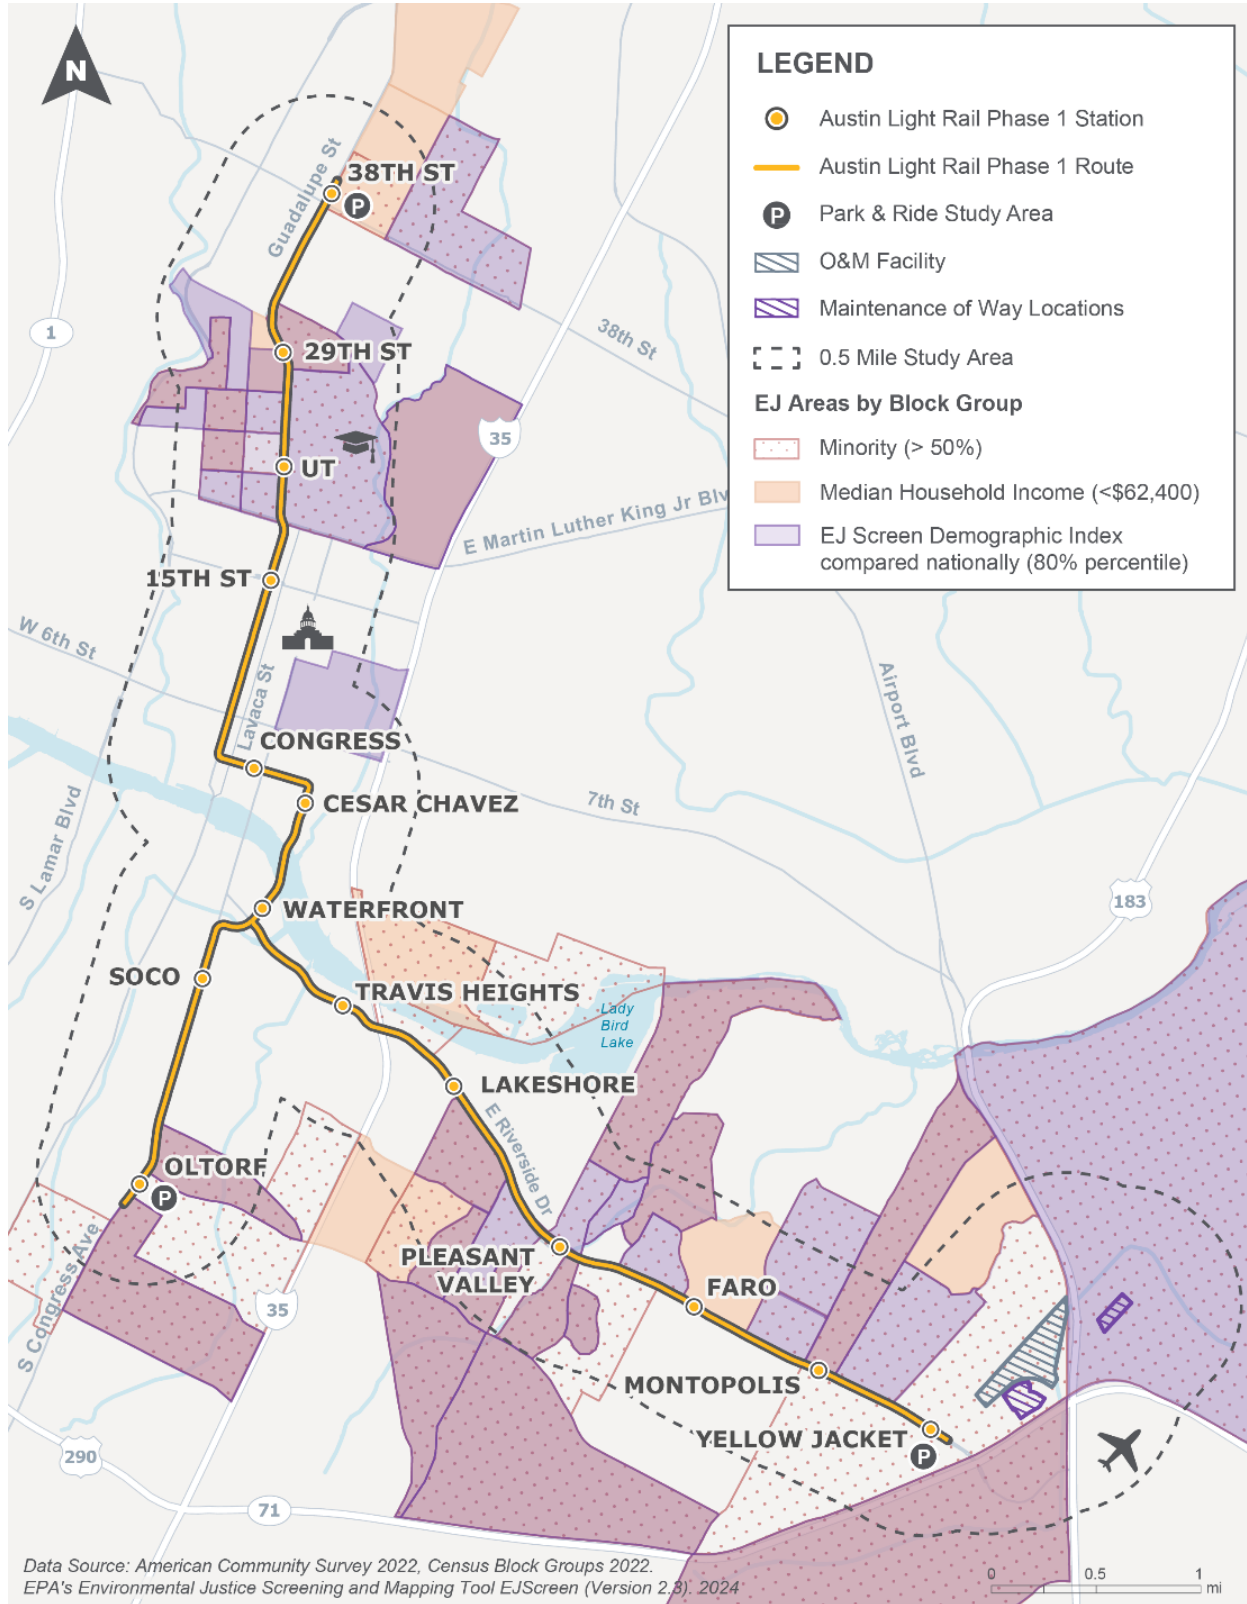 N
LEGEND
Austin Light Rail Phase 1 Station
Austin Light Rail Phase 1 Route
P
Park & Ride Study Area
O&M Facility
Maintenance of Way Locations
0.5 Mile Study Area
EJ Areas by Block Group
Minority (> 50%)
Median Household Income (<$62,400)
EJ Screen Demographic Index
compared nationally (80% percentile)
Guadalupe St
38TH ST
P
1
38th St
29TH ST
35
UT
E Martin Luther King Jr Blv
15TH ST
W 6th St
Lavaca St
Airport Blvd
CONGRESS
CESAR CHAVEZ
7th St
S Lamar Blvd
183
WATERFRONT
SOCO
TRAVIS HEIGHTS
Lady
Bird
Lake
LAKESHORE
E Riverside Dr
OLTORF
P
S Congress Ave
PLEASANT
VALLEY
FARO
35
MONTOPOLIS
YELLOW JACKET
P
290
71
Data Source: American Community Survey 2022, Census Block Groups 2022.
EPA's Environmental Justice Screening and Mapping Tool EJScreen (Version 2.3). 2024
0 0.5 1
mi